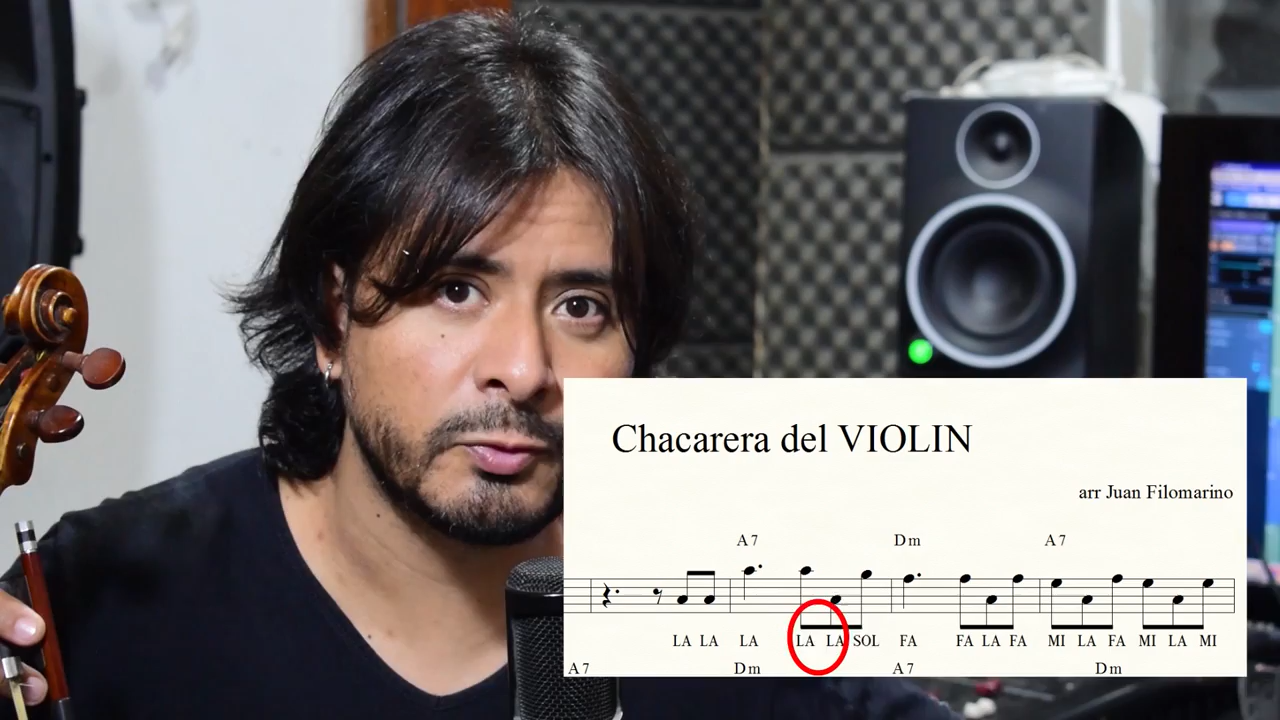 Chacarera del VIOLIN
arr Juan Filomarino
A7 Dm A7
LA LA LA LA LA SOL FA FA LA FA MI LA FA MI LA MI
A7 Dm A7 Dm